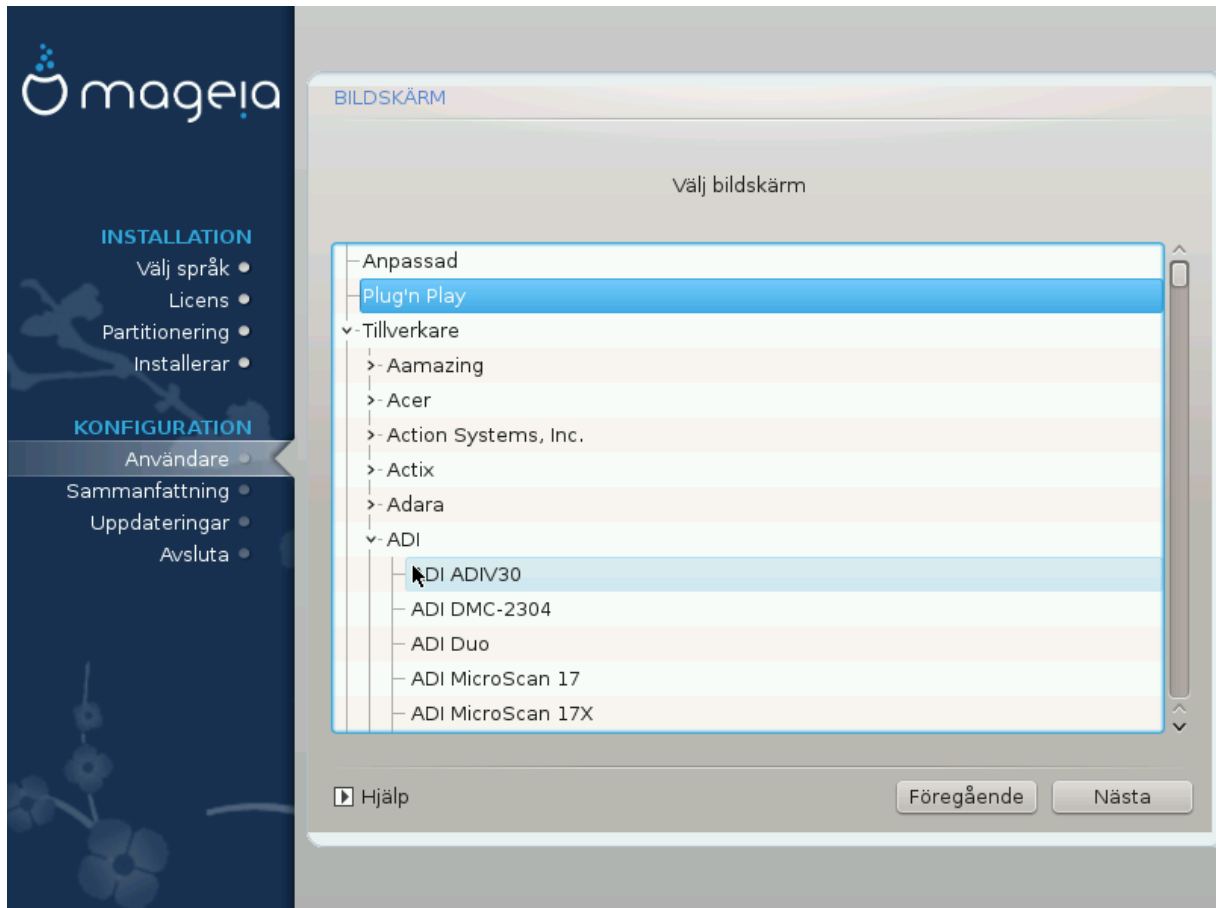 mageia
INSTALLATION
Välj språk
Licens
Partitionering
Installerar
KONFIGURATION
Användare
Sammanfattning
Uppdateringar
Avsluta
BILDSKÄRM
Välj bildskärm
Anpassad
Plug'n Play
Tillverkare
Aamazing
Acer
Action Systems, Inc.
Actix
Adara
ADI
ADI ADIV30
ADI DMC-2304
ADI Duo
ADI MicroScan 17
ADI MicroScan 17X
Hjälp
Föregående
Nästa